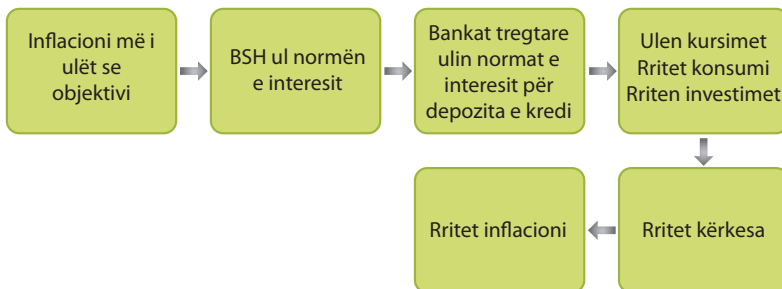 Inflacioni më i
ulët se
objektivi
BSH ul normën
e interesit
Bankat tregtare
ulin normat e
interesit për
depozita e kredi
Ulen kursimet
Rritet konsumi
Rriten investimet
Rritet kërkesa
Rritet inflacioni